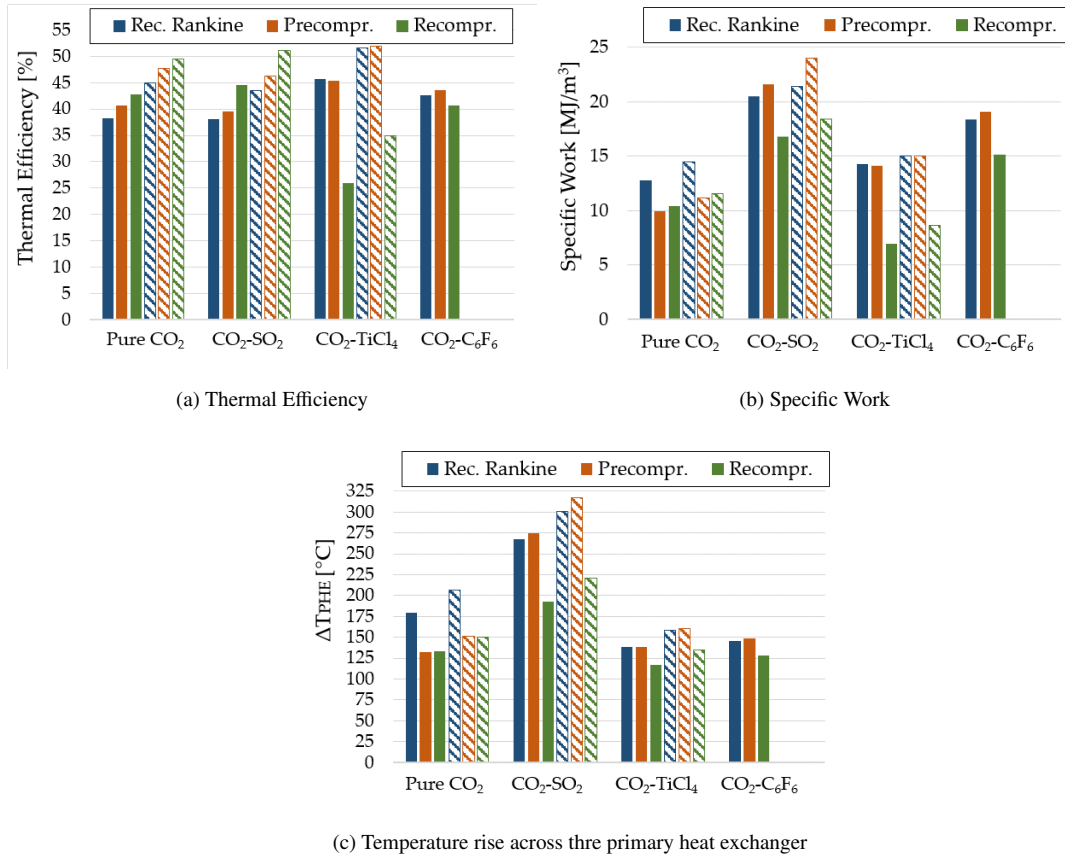 Rec. Rankine Precompr. Recompr.
Thermal Efficiency [%]
55
50
45
40
35
30
25
20
15
10
5
0
Pure CO₂ CO₂-SO₂ CO₂-TiCl₄ CO₂-C₆F₆
(a) Thermal Efficiency
Rec. Rankine Precompr. Recompr.
Specific Work [MJ/m³]
25
20
15
10
5
0
Pure CO₂ CO₂-SO₂ CO₂-TiCl₄ CO₂-C₆F₆
(b) Specific Work
Rec. Rankine Precompr. Recompr.
ΔTPHE [°C]
325
300
275
250
225
200
175
150
125
100
75
50
25
0
Pure CO₂ CO₂-SO₂ CO₂-TiCl₄ CO₂-C₆F₆
(c) Temperature rise across thre primary heat exchanger